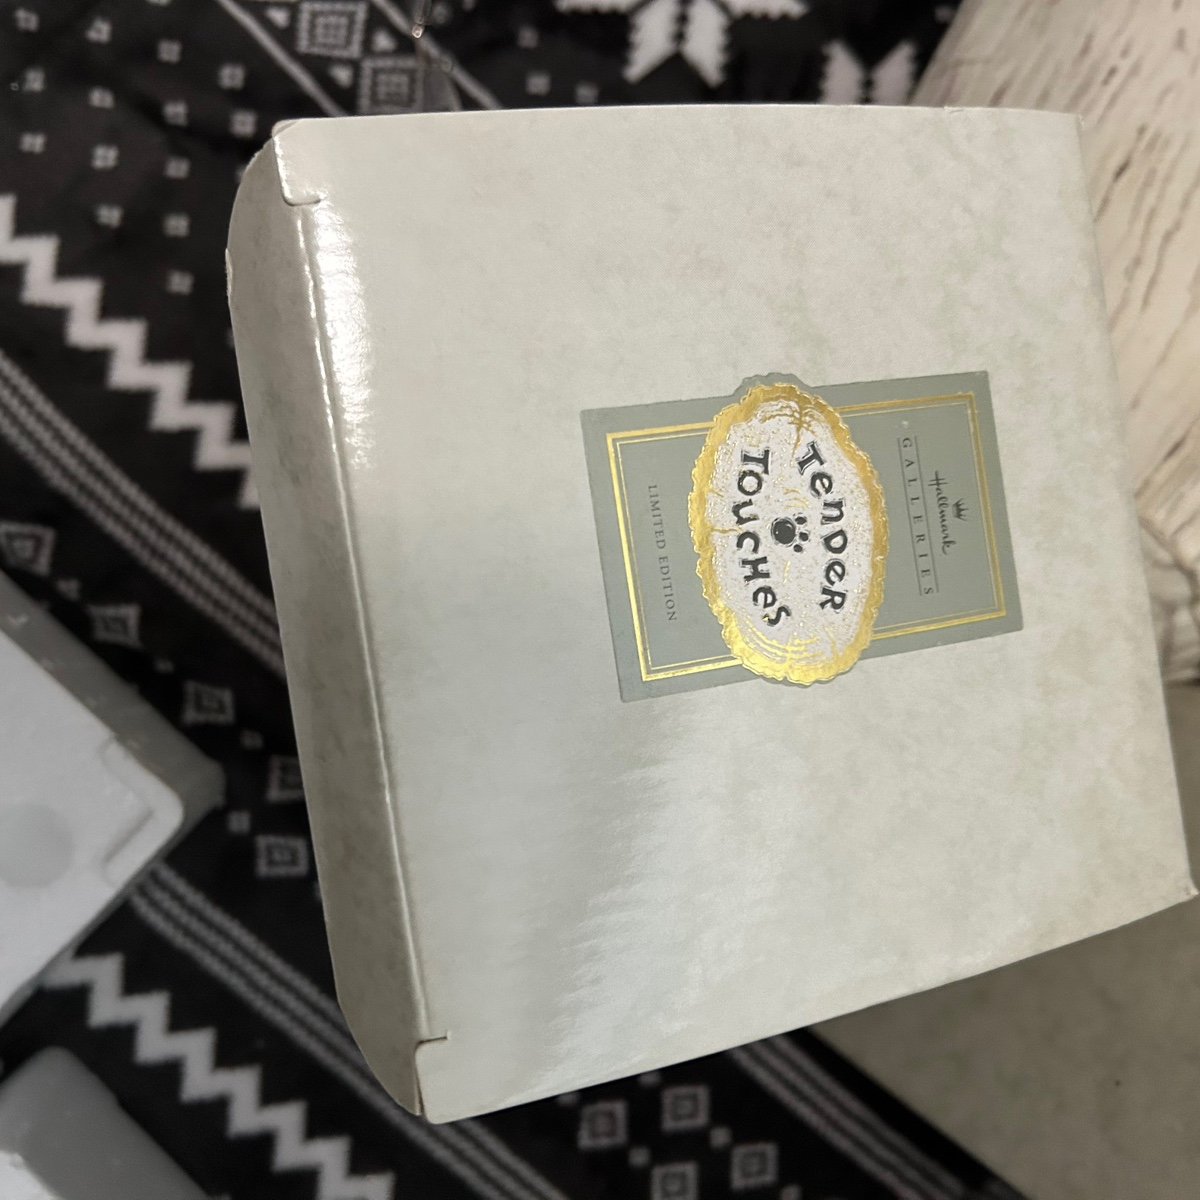 Hallmark
GALLERIES
TenDeR
TOucHes
LIMITED EDITION